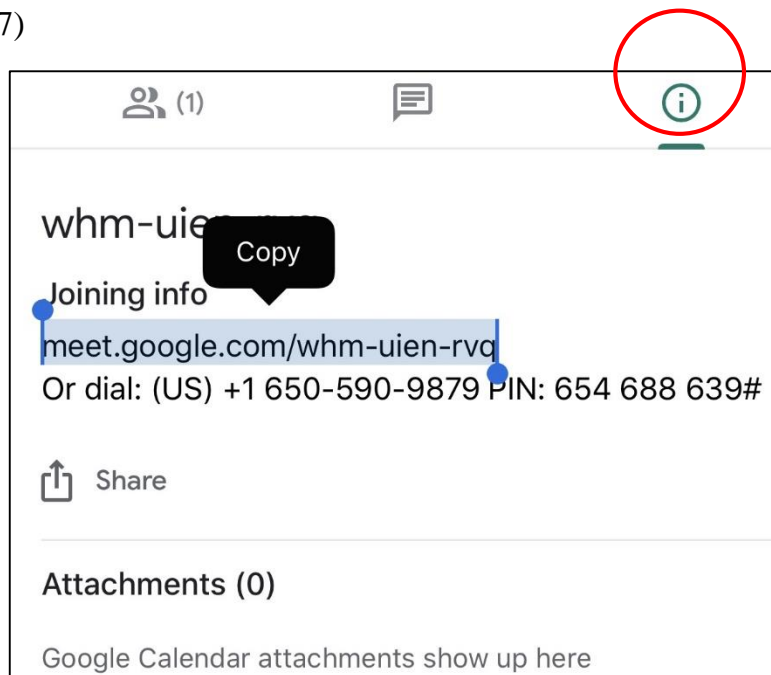 7)
(1)
whm-uie
Copy
Joining info
meet.google.com/whm-uien-rvq
Or dial: (US) +1 650-590-9879 PIN: 654 688 639#
Share
Attachments (0)
Google Calendar attachments show up here